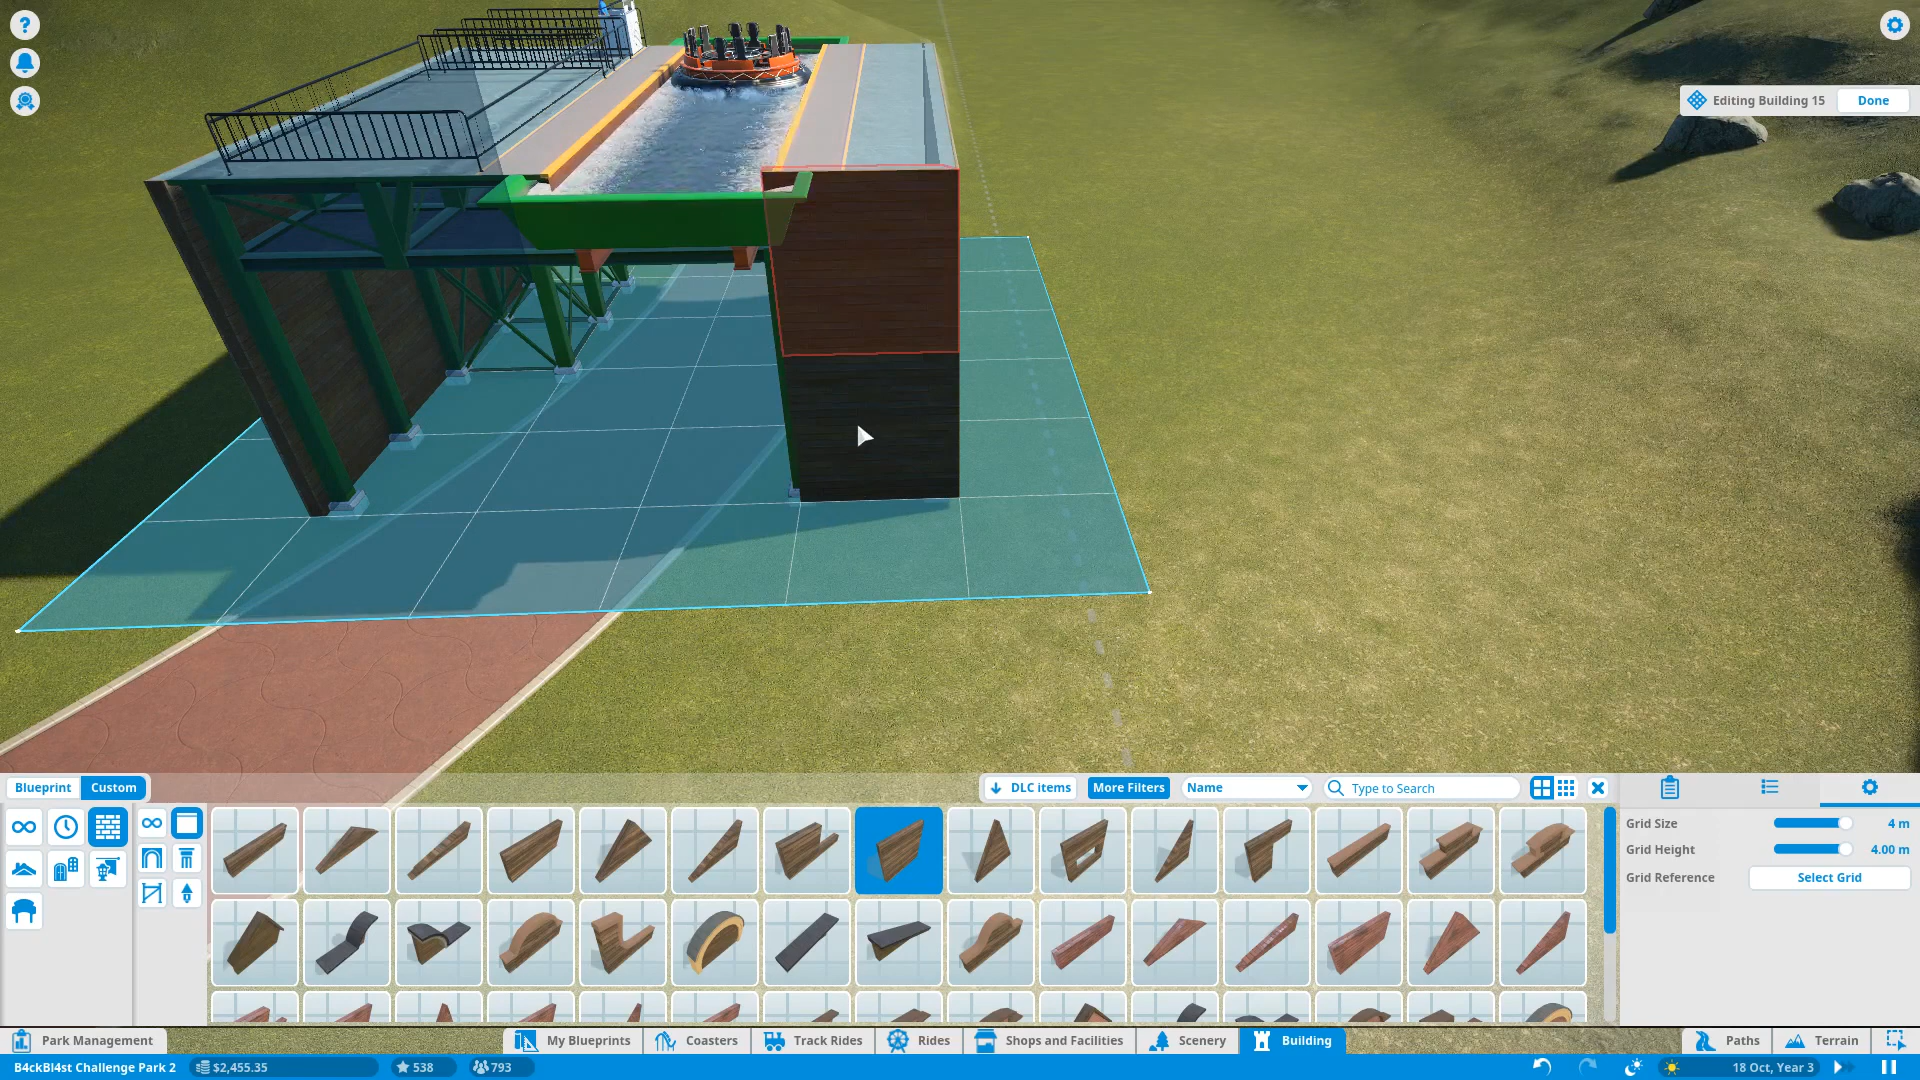 ?
Editing Building 15
Done
Blueprint
Custom
DLC items
More Filters
Name
Type to Search
Grid Size
4 m
Grid Height
4.00 m
Grid Reference
Select Grid
Park Management
My Blueprints
Coasters
Track Rides
Rides
Shops and Facilities
Scenery
Building
Paths
Terrain
B4ckBl4st Challenge Park 2
$2,455.35
538
793
18 Oct, Year 3